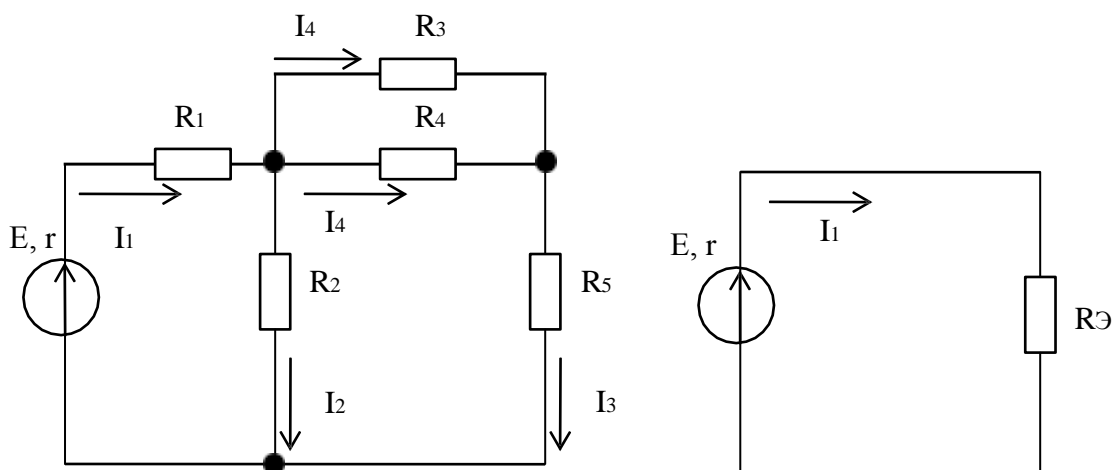 I4 R3
R1 R4
I1 I4 I1
E, r E, r
R2 R5 RЭ
I2 I3